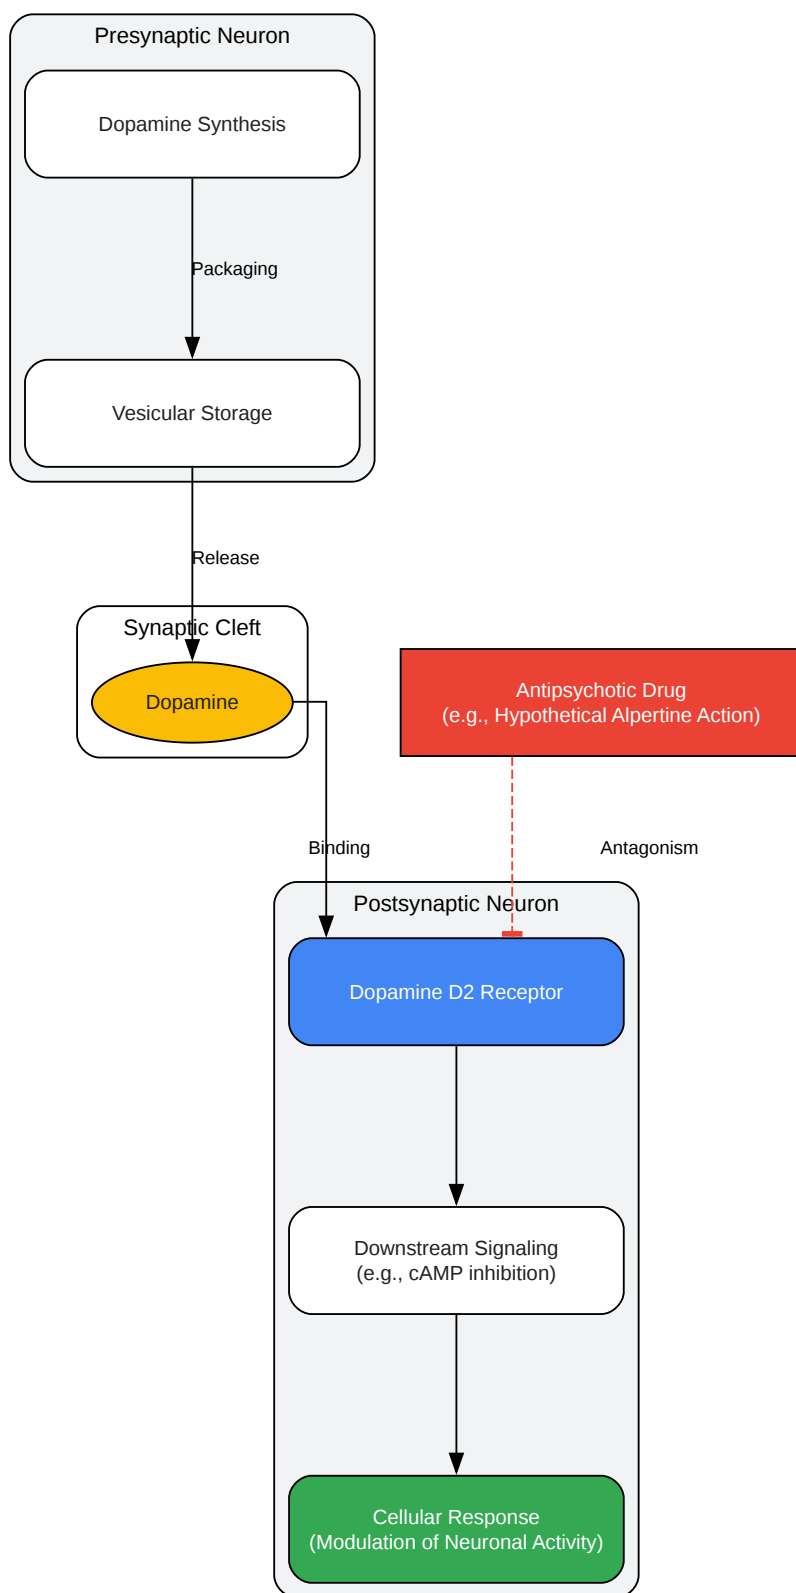 Presynaptic Neuron
Dopamine Synthesis
Packaging
Vesicular Storage
Release
Synaptic Cleft
Dopamine
Antipsychotic Drug
(e.g., Hypothetical Alpertine Action)
Binding
Antagonism
Postsynaptic Neuron
Dopamine D2 Receptor
Downstream Signaling
(e.g., cAMP inhibition)
Cellular Response
(Modulation of Neuronal Activity)